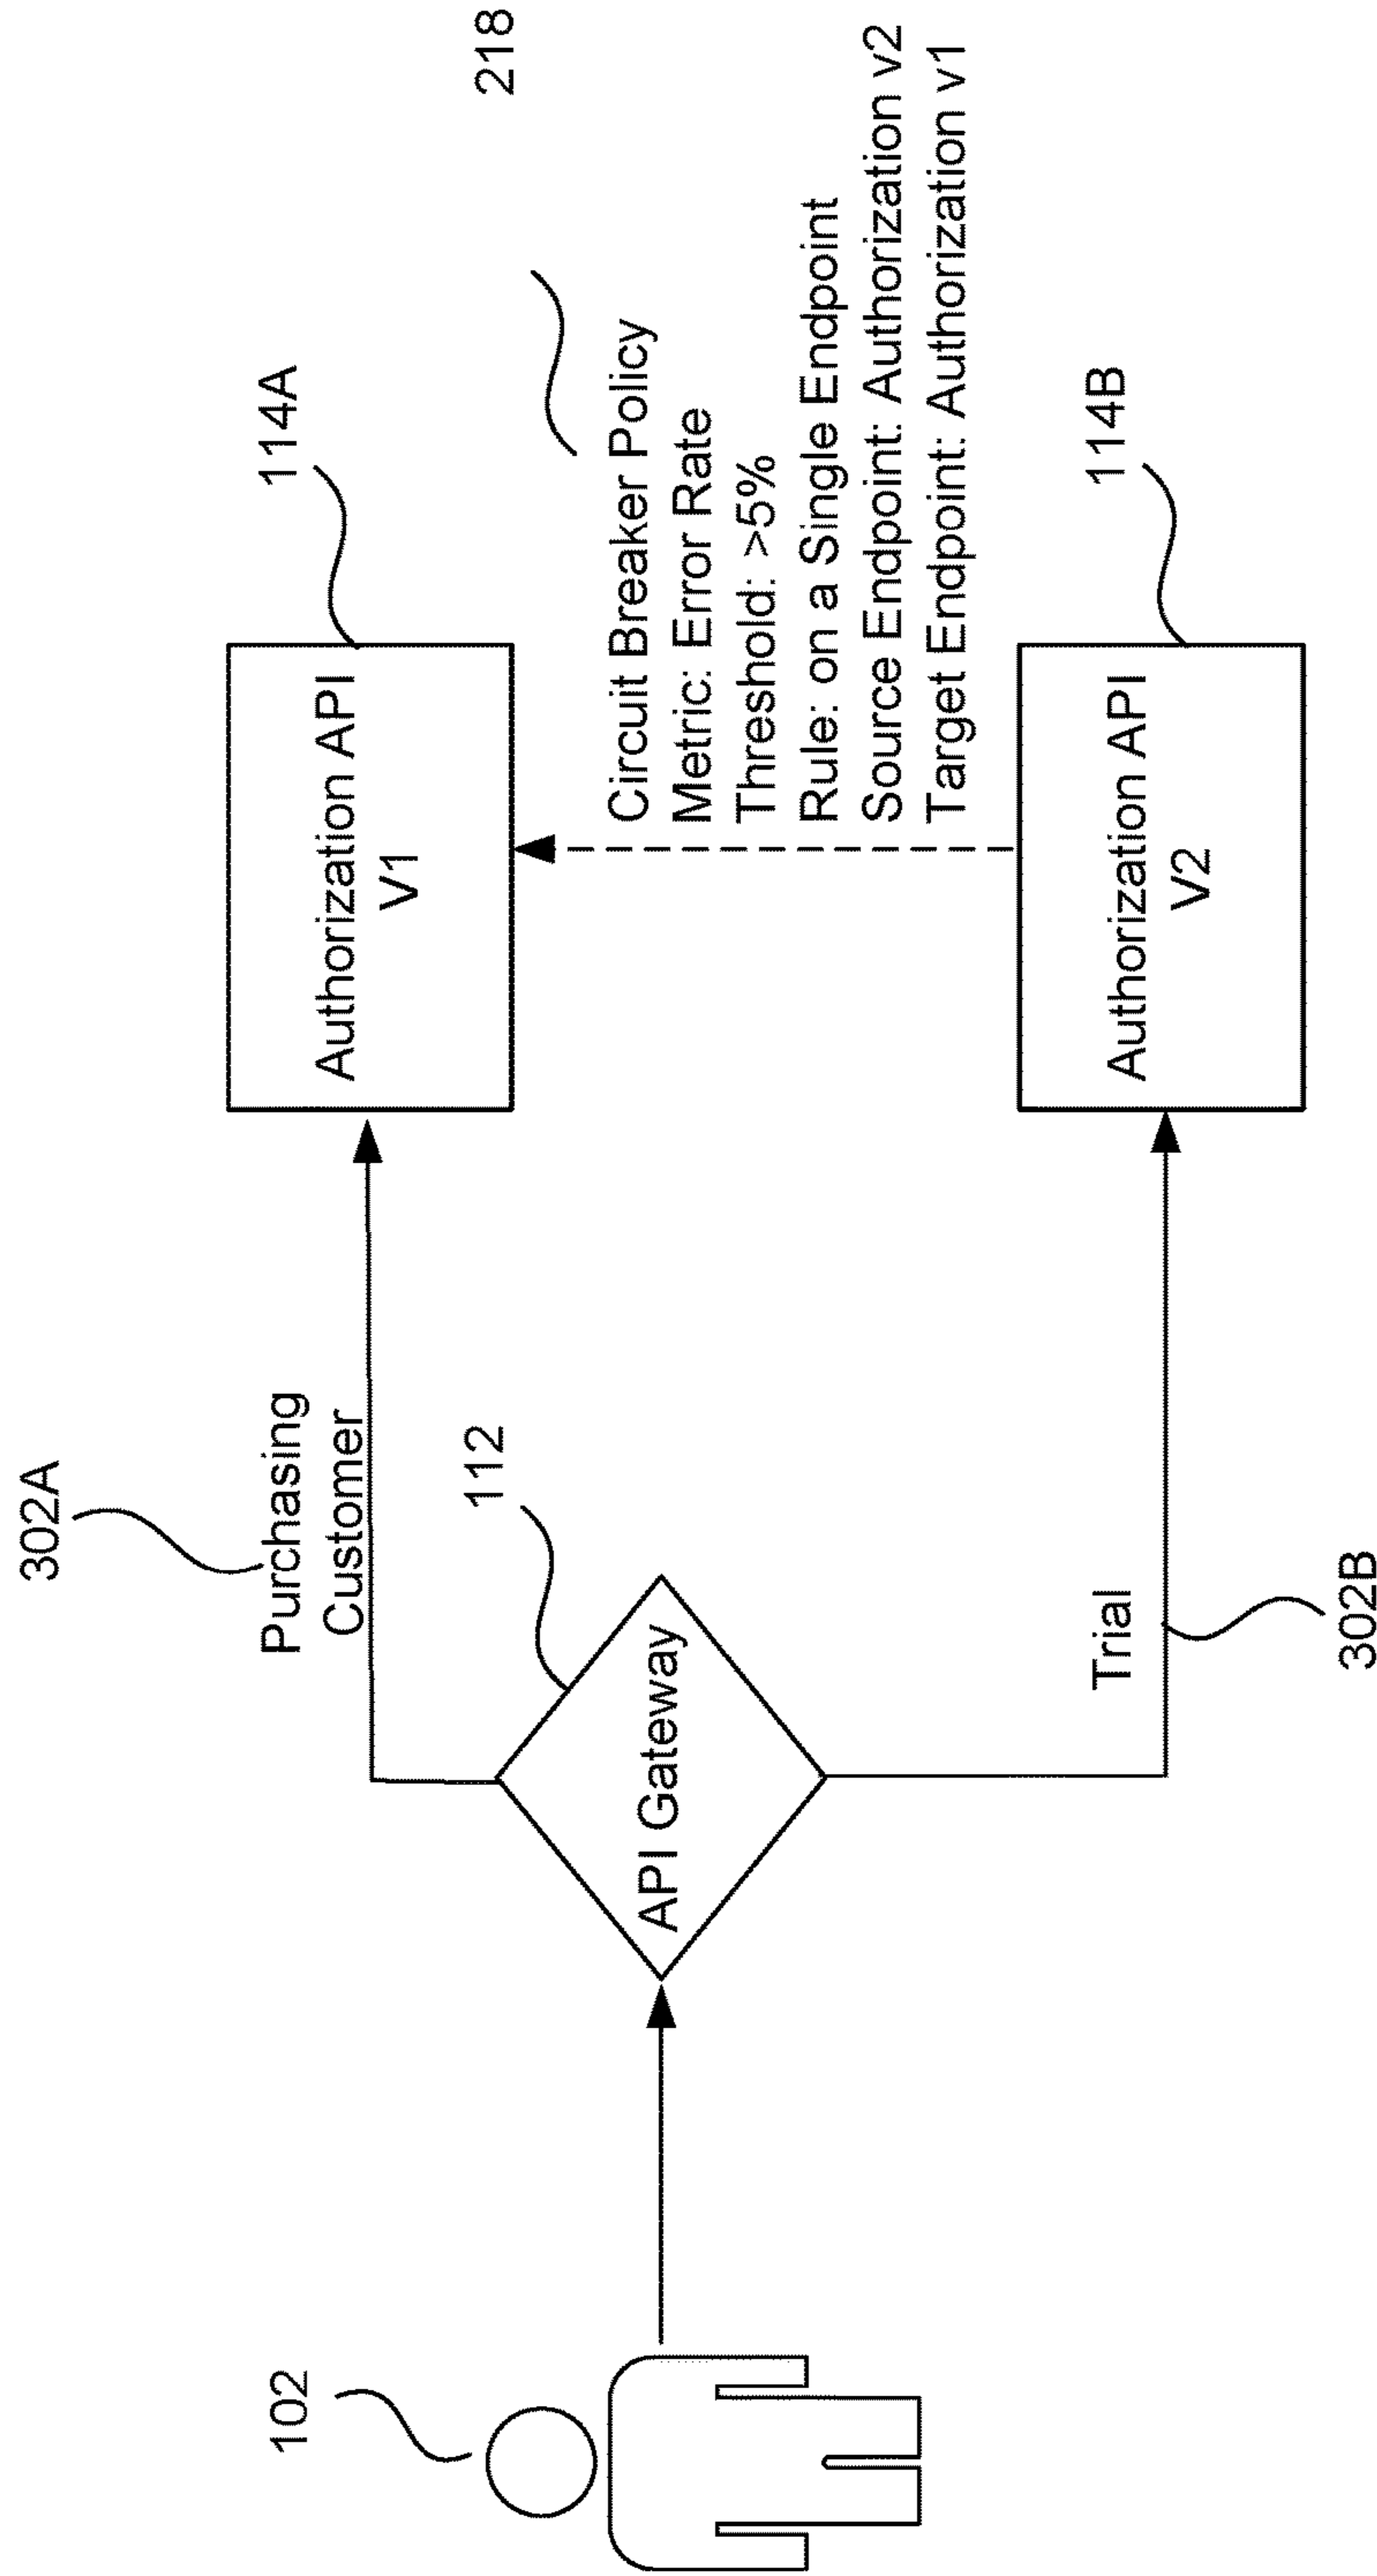 302A
Purchasing
Customer
114A
Authorization API
V1
218
Circuit Breaker Policy
Metric: Error Rate
Threshold: >5%
Rule: on a Single Endpoint
Source Endpoint: Authorization v2
Target Endpoint: Authorization v1
102
112
API Gateway
Trial
302B
114B
Authorization API
V2